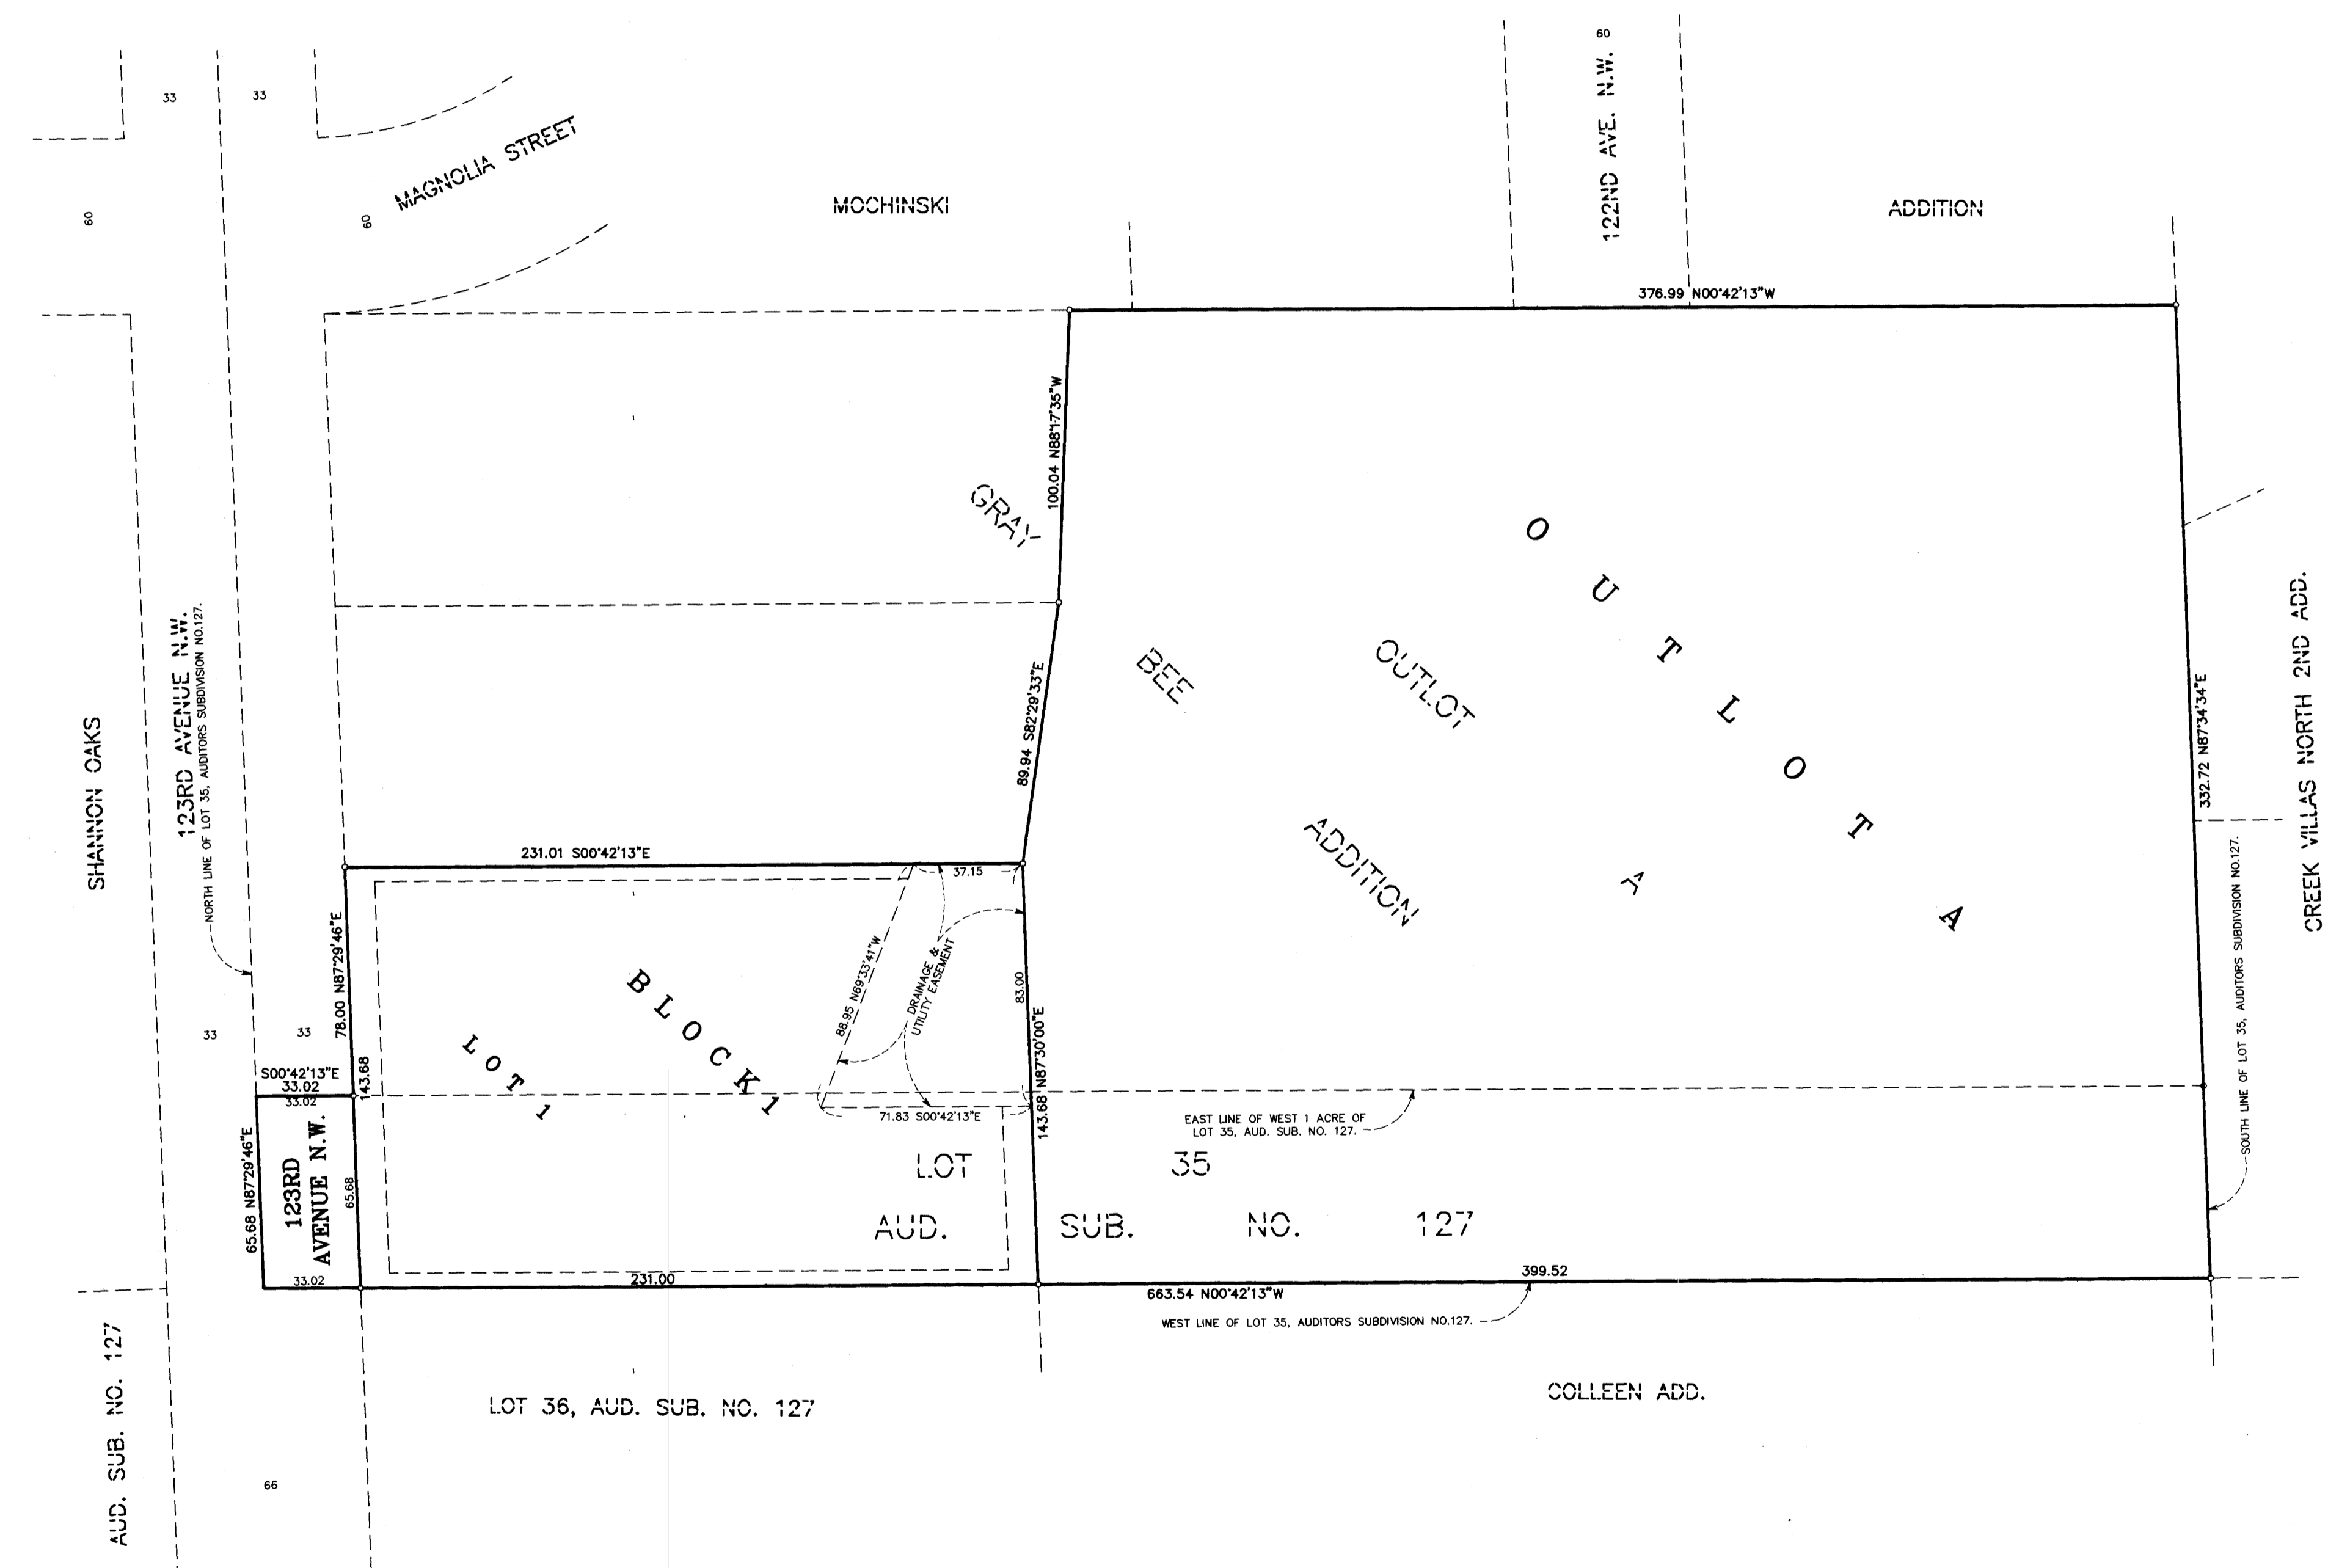 33
33
60
60
MAGNOLIA STREET
MOCHINSKI
60
122ND AVE. N.W.
ADDITION
376.99 N00°42'13"W
100.04 N88°17'35"W
GRAY
89.94 S82°29'33"E
BEE
OUTLOT
ADDITION
A
OUTLOT A
332.72 N87°34'34"E
CREEK VILLAS NORTH 2ND ADD.
SOUTH LINE OF LOT 35, AUDITORS SUBDIVISION NO.127.
SHANNON OAKS
123RD AVENUE N.W.
NORTH LINE OF LOT 35, AUDITORS SUBDIVISION NO.127.
231.01 S00°42'13"E
37.15
78.00 N87°29'46"E
88.95 N69°33'41"W
DRAINAGE &
UTILITY EASEMENT
83.00
BLOCK 1
LOT 1
33
33
S00°42'13"E
33.02
33.02
143.68
143.68 N87°30'00"E
71.83 S00°42'13"E
EAST LINE OF WEST 1 ACRE OF
LOT 35, AUD. SUB. NO. 127.
65.68 N87°29'46"E
123RD
AVENUE N.W.
65.68
LOT 35
AUD. SUB. NO. 127
33.02
231.00
399.52
663.54 N00°42'13"W
WEST LINE OF LOT 35, AUDITORS SUBDIVISION NO.127.
AUD. SUB. NO. 127
LOT 36, AUD. SUB. NO. 127
COLLEEN ADD.
66